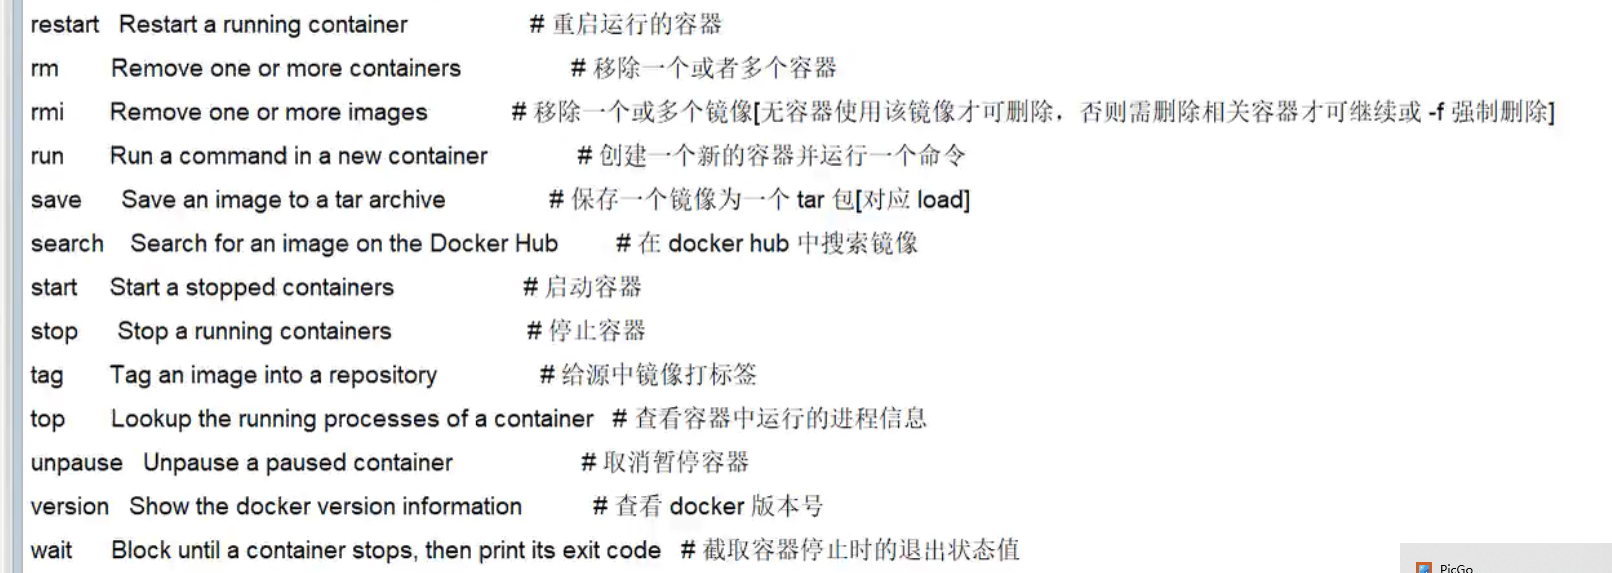 restart Restart a running container # 重启运行的容器
rm Remove one or more containers # 移除一个或者多个容器
rmi Remove one or more images # 移除一个或多个镜像[无容器使用该镜像才可删除，否则需删除相关容器才可继续或 -f 强制删除]
run Run a command in a new container # 创建一个新的容器并运行一个命令
save Save an image to a tar archive # 保存一个镜像为一个 tar 包[对应 load]
search Search for an image on the Docker Hub # 在 docker hub 中搜索镜像
start Start a stopped containers # 启动容器
stop Stop a running containers # 停止容器
tag Tag an image into a repository # 给源中镜像打标签
top Lookup the running processes of a container # 查看容器中运行的进程信息
unpause Unpause a paused container # 取消暂停容器
version Show the docker version information # 查看 docker 版本号
wait Block until a container stops, then print its exit code # 截取容器停止时的退出状态值
PicGo